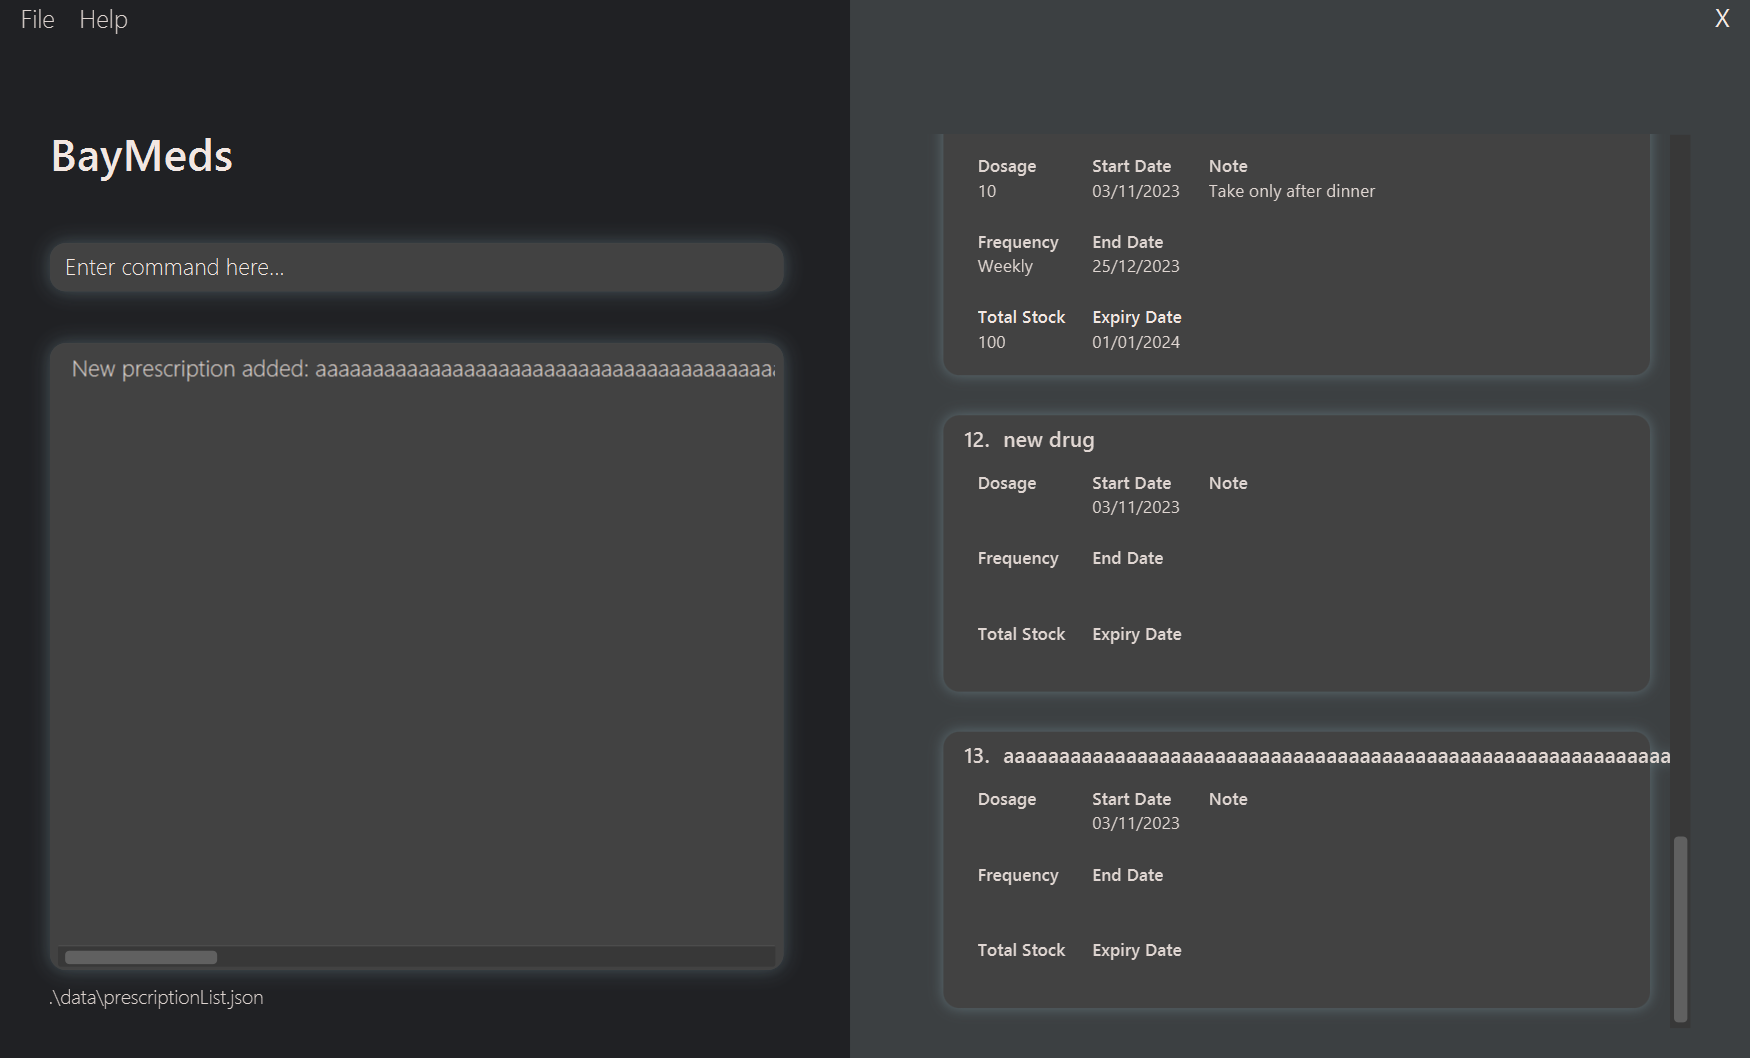 File Help
X
BayMeds
Enter command here...
New prescription added: aaaaaaaaaaaaaaaaaaaaaaaaaaaaaaaaaaaaaaaaa
.\data\prescriptionList.json
Dosage Start Date Note
10 03/11/2023 Take only after dinner
Frequency End Date
Weekly 25/12/2023
Total Stock Expiry Date
100 01/01/2024
12. new drug
Dosage Start Date Note
03/11/2023
Frequency End Date
Total Stock Expiry Date
13. aaaaaaaaaaaaaaaaaaaaaaaaaaaaaaaaaaaaaaaaaaaaaaaaaaaaaaaaaaaa
Dosage Start Date Note
03/11/2023
Frequency End Date
Total Stock Expiry Date